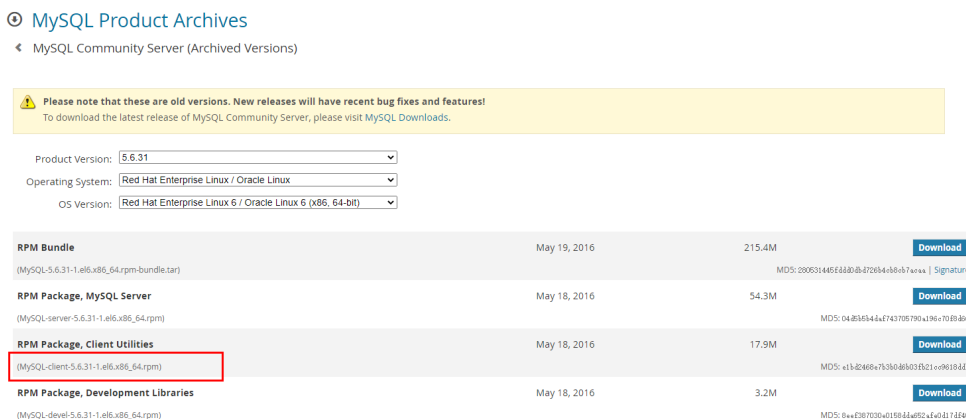 MySQL Product Archives
MySQL Community Server (Archived Versions)
Please note that these are old versions. New releases will have recent bug fixes and features!
To download the latest release of MySQL Community Server, please visit MySQL Downloads.
Product Version: 5.6.31
Operating System: Red Hat Enterprise Linux / Oracle Linux
OS Version: Red Hat Enterprise Linux 6 / Oracle Linux 6 (x86, 64-bit)
RPM Bundle May 19, 2016 215.4M Download
(MySQL-5.6.31-1.el6.x86_64.rpm-bundle.tar) MD5: | Signature
RPM Package, MySQL Server May 18, 2016 54.3M Download
(MySQL-server-5.6.31-1.el6.x86_64.rpm) MD5:
RPM Package, Client Utilities May 18, 2016 17.9M Download
(MySQL-client-5.6.31-1.el6.x86_64.rpm) MD5:
RPM Package, Development Libraries May 18, 2016 3.2M Download
(MySQL-devel-5.6.31-1.el6.x86_64.rpm) MD5: